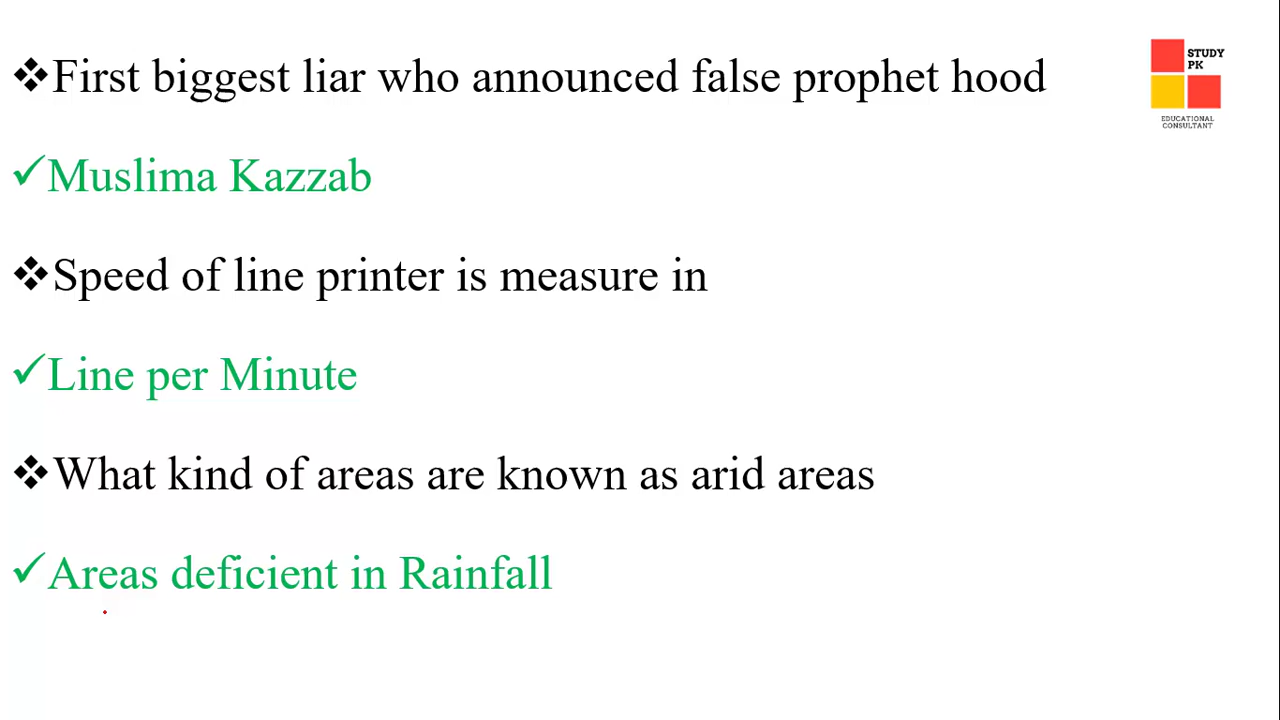 ❖First biggest liar who announced false prophet hood
STUDY
PK
EDUCATIONAL
CONSULTANT
✓Muslima Kazzab
❖Speed of line printer is measure in
✓Line per Minute
❖What kind of areas are known as arid areas
✓Areas deficient in Rainfall